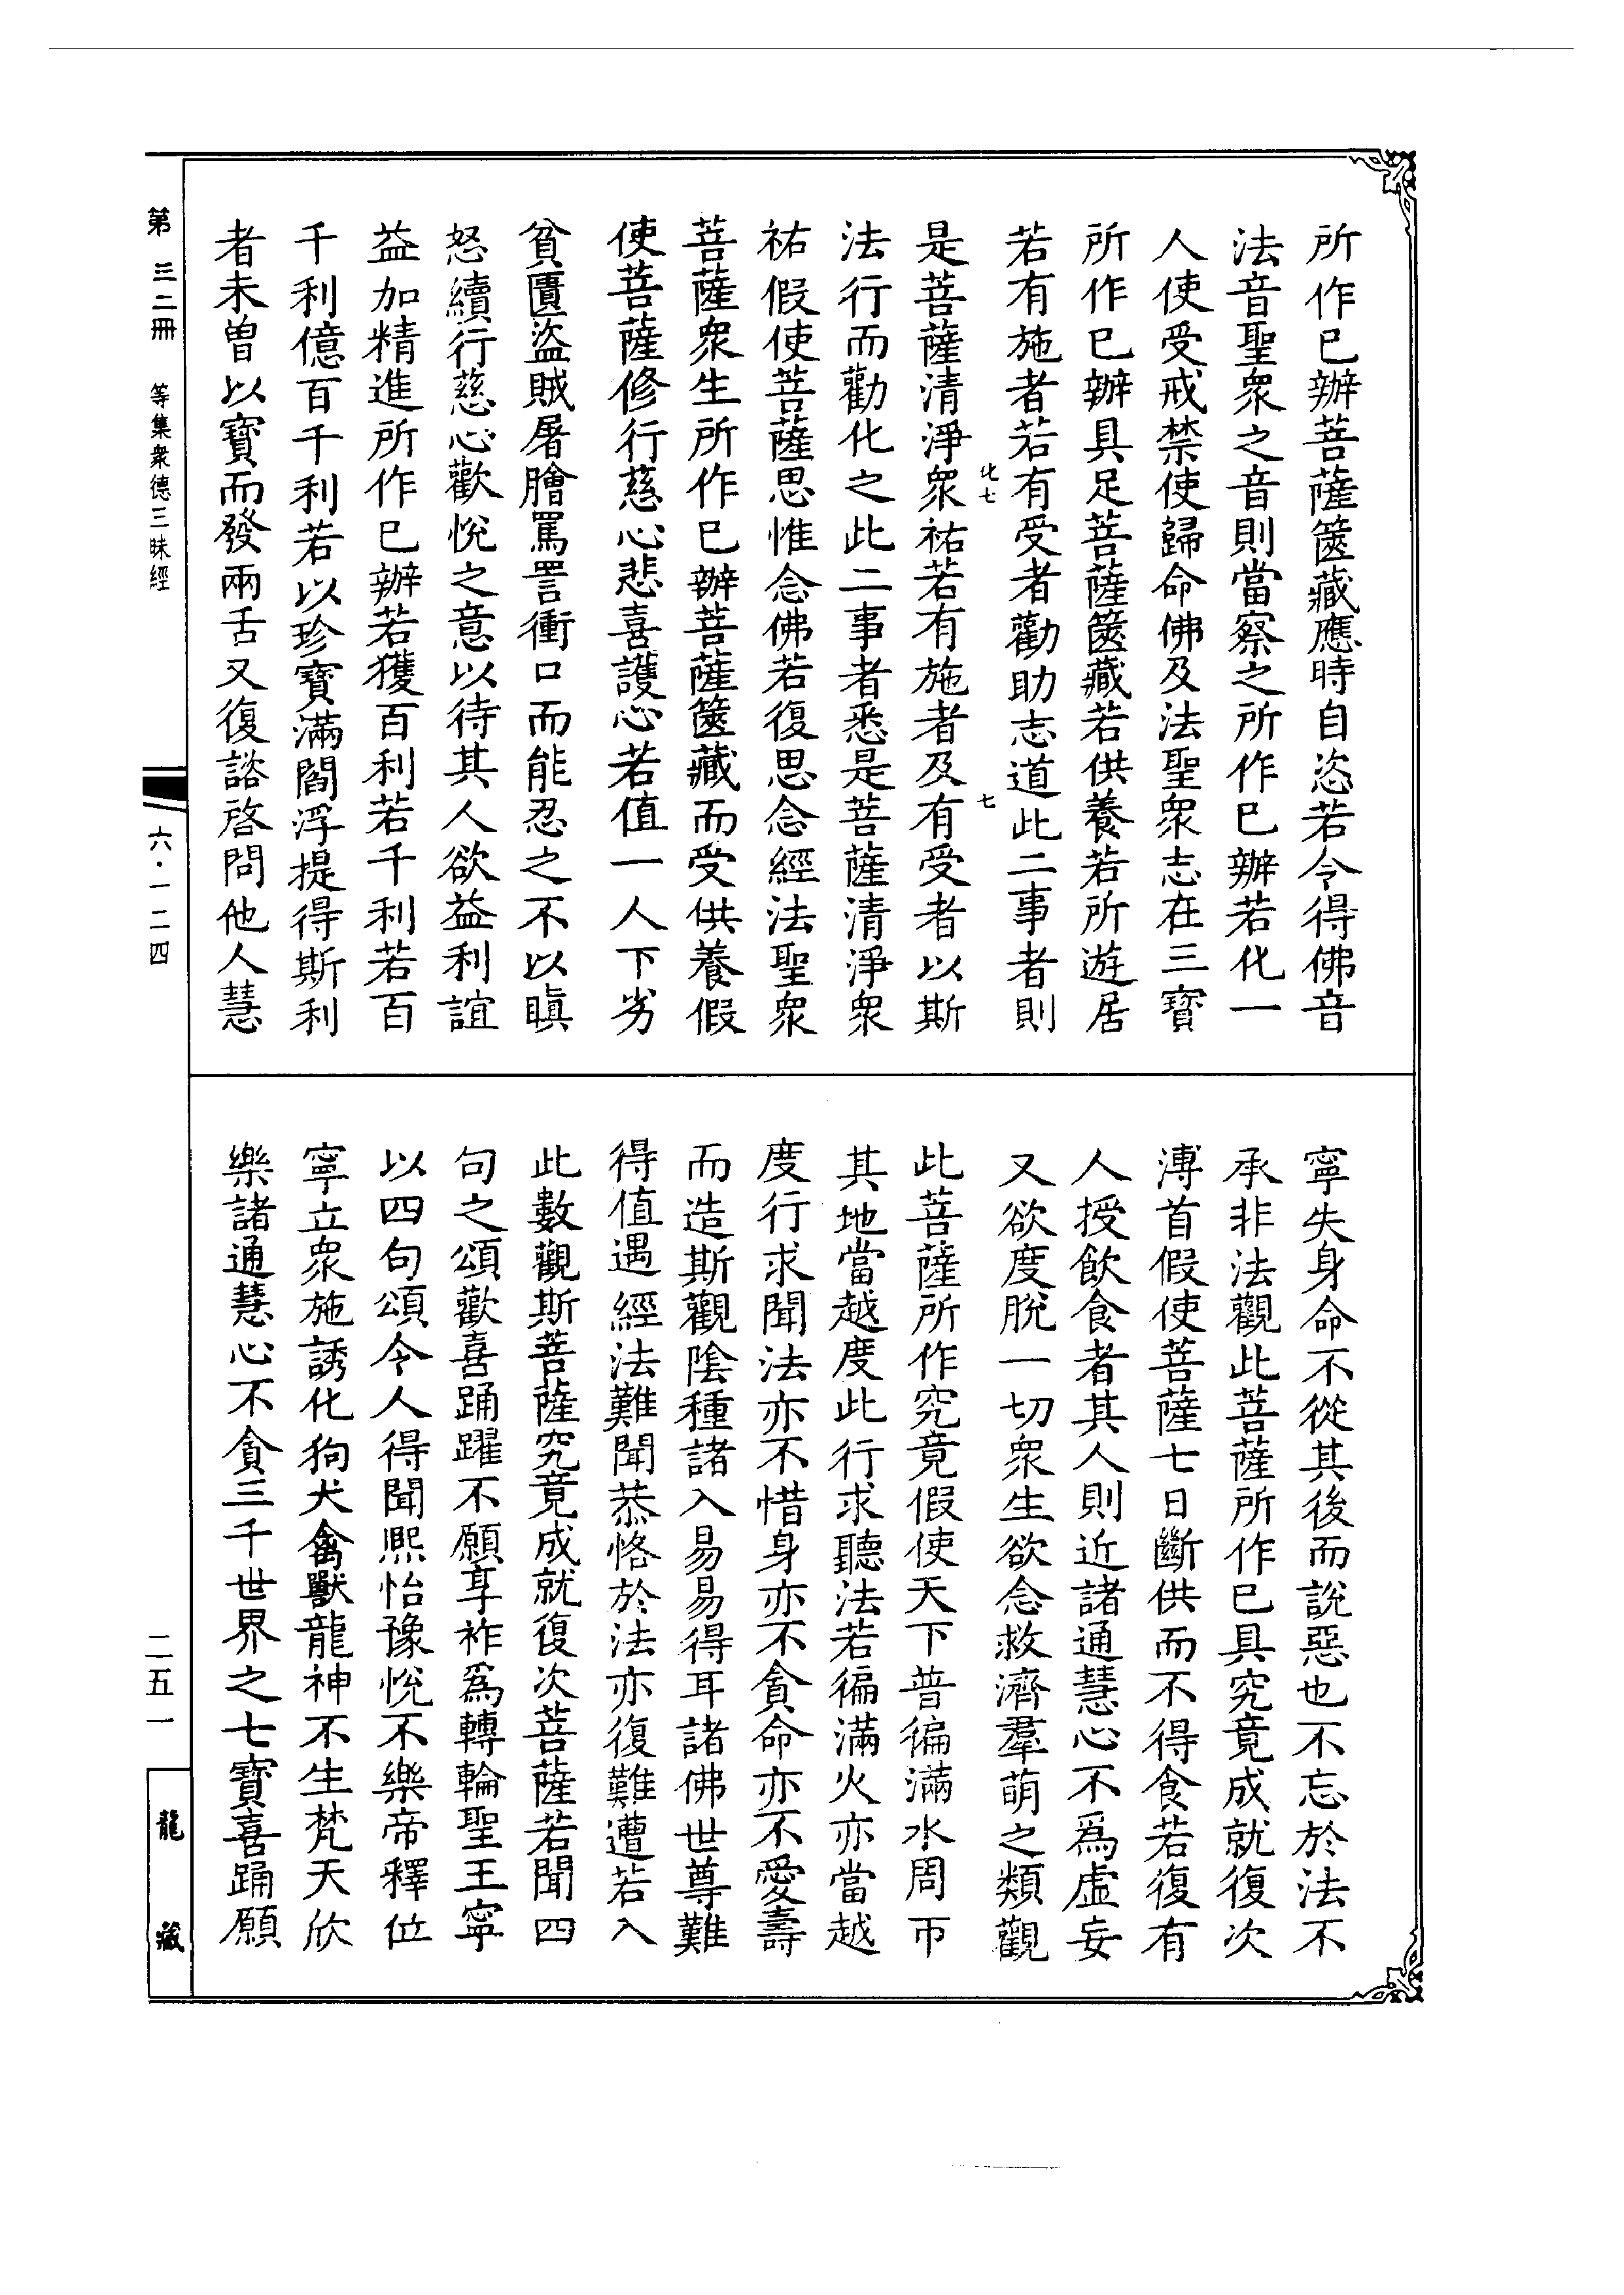 所作已辦菩薩篋藏應時自恣若令得佛音
法音聖衆之音則當察之所作已辦若化一
人使受戒禁使歸命佛及法聖衆志在三寶
所作已辦具足菩薩篋藏若供養若所遊居
若有施者若有受者勸助志道此二事者則
是菩薩清淨衆祐若有施者及有受者以斯
法行而勸化之此二事者悉是菩薩清淨衆
祐假使菩薩思惟念佛若復思念經法聖衆
菩薩衆生所作已辦菩薩篋藏而受供養假
使菩薩修行慈心悲喜護心若值一人下劣
貧匱盜賊屠膾罵詈衝口而能忍之不以瞋
怒續行慈心歡悅之意以待其人欲益利誼
益加精進所作已辦若獲百利若千利若百
千利億百千利若以珍寶滿閻浮提得斯利
者未曾以寶而發兩舌又復諮啓問他人慧
寧失身命不從其後而說惡也不忘於法不
承非法觀此菩薩所作已具究竟成就復次
溥首假使菩薩七日斷供而不得食若復有
人授飲食者其人則近諸通慧心不爲虛妄
又欲度脫一切衆生欲念救濟羣萌之類觀
此菩薩所作究竟假使天下普徧滿水周帀
其地當越度此行求聽法若徧滿火亦當越
度行求聞法亦不惜身亦不貪命亦不愛壽
而造斯觀陰種諸入易易得耳諸佛世尊難
得值遇經法難聞恭恪於法亦復難遭若入
此數觀斯菩薩究竟成就復次菩薩若聞四
句之頌歡喜踊躍不願享祚爲轉輪聖王寧
以四句頌令人得聞熙怡豫悅不樂帝釋位
寧立衆施誘化狗犬禽獸龍神不生梵天欣
樂諸通慧心不貪三千世界之七寶喜踊願
化七
七
第三二冊 等集衆德三昧經
六·一二四
二五一
龍藏